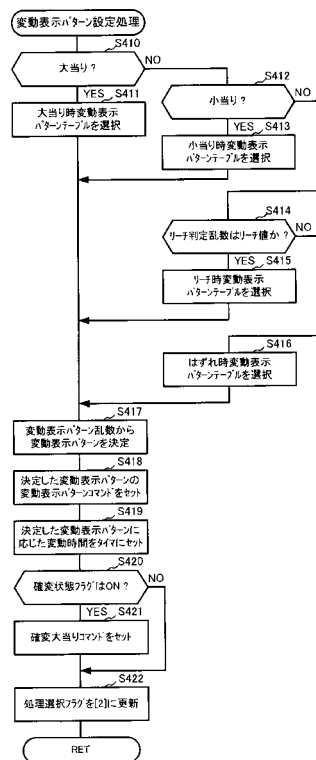 変動表示パターン設定処理
S410
大当り?
NO
YES
S411
大当り時変動表示
パターンテーブルを選択
S412
小当り?
NO
YES
S413
小当り時変動表示
パターンテーブルを選択
S414
リーチ判定乱数はリーチ値か?
NO
YES
S415
リーチ時変動表示
パターンテーブルを選択
S416
はずれ時変動表示
パターンテーブルを選択
S417
変動表示パターン乱数から
変動表示パターンを決定
S418
決定した変動表示パターンの
変動表示パターンコマンドをセット
S419
決定した変動表示パターンに
応じた変動時間をタイマにセット
S420
確変状態フラグはON?
NO
YES
S421
確変大当りコマンドをセット
S422
処理選択フラグを[2]に更新
RET